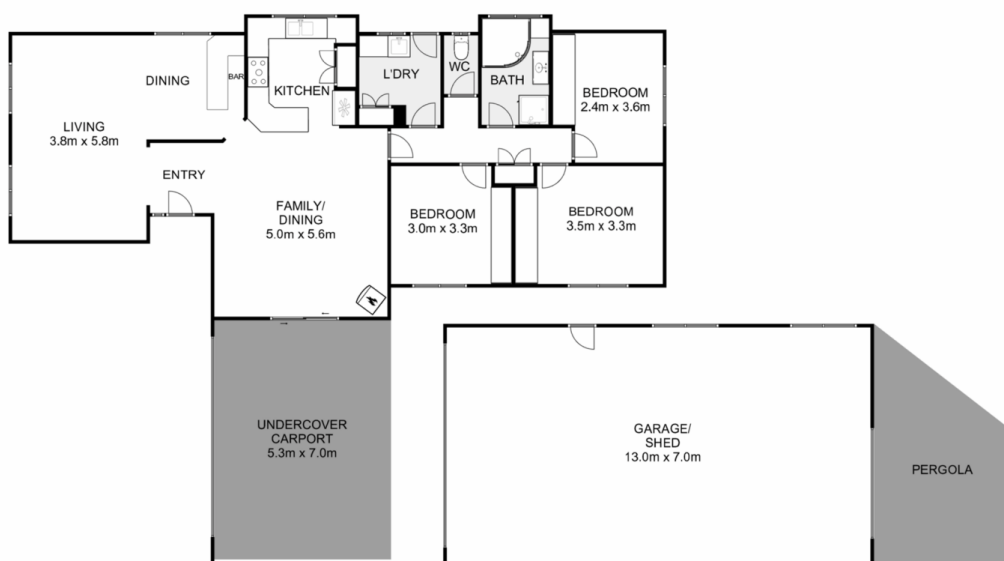 DINING
BAR
KITCHEN
L'DRY
WC
BATH
BEDROOM
2.4m x 3.6m
LIVING
3.8m x 5.8m
ENTRY
FAMILY/
DINING
5.0m x 5.6m
BEDROOM
3.0m x 3.3m
BEDROOM
3.5m x 3.3m
UNDERCOVER
CARPORT
5.3m x 7.0m
GARAGE/
SHED
13.0m x 7.0m
PERGOLA